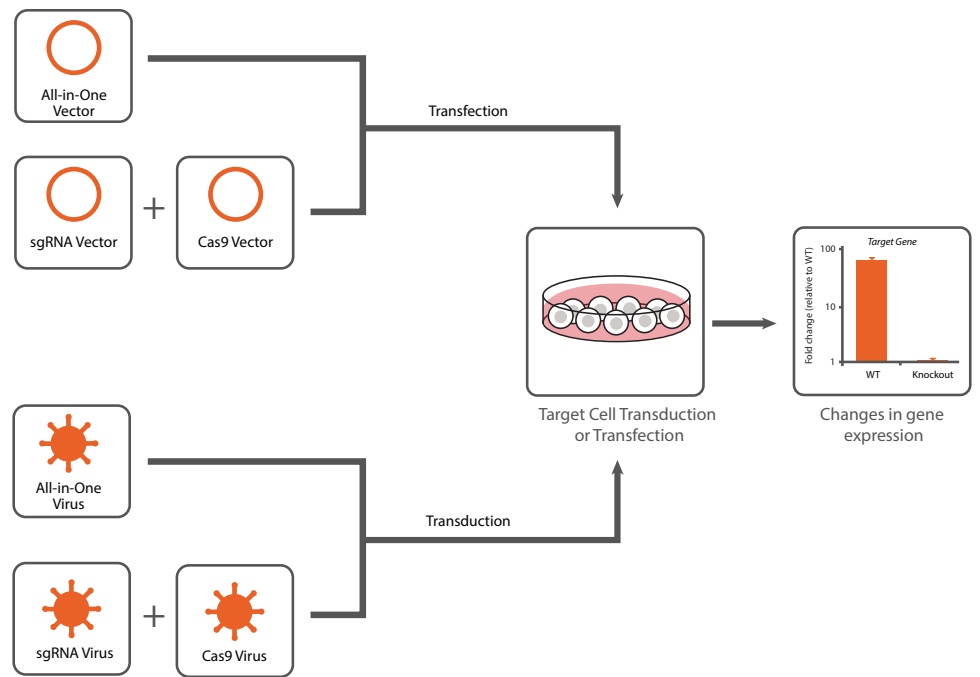 All-in-One
Vector
Transfection
sgRNA Vector
+
Cas9 Vector
Target Gene
Fold change (relative to WT)
100
10
1
WT
Knockout
Target Cell Transduction
or Transfection
Changes in gene
expression
All-in-One
Virus
Transduction
sgRNA Virus
+
Cas9 Virus